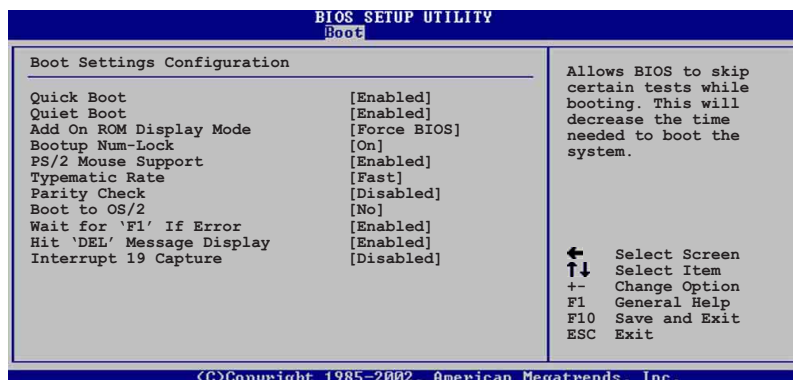 BIOS SETUP UTILITY
Boot
Boot Settings Configuration
Quick Boot [Enabled]
Quiet Boot [Enabled]
Add On ROM Display Mode [Force BIOS]
Bootup Num-Lock [On]
PS/2 Mouse Support [Enabled]
Typematic Rate [Fast]
Parity Check [Disabled]
Boot to OS/2 [No]
Wait for ‘F1’ If Error [Enabled]
Hit ‘DEL’ Message Display [Enabled]
Interrupt 19 Capture [Disabled]
Allows BIOS to skip
certain tests while
booting. This will
decrease the time
needed to boot the
system.
← Select Screen
↑↓ Select Item
+- Change Option
F1 General Help
F10 Save and Exit
ESC Exit
(C)Copyright 1985-2002, American Megatrends, Inc.